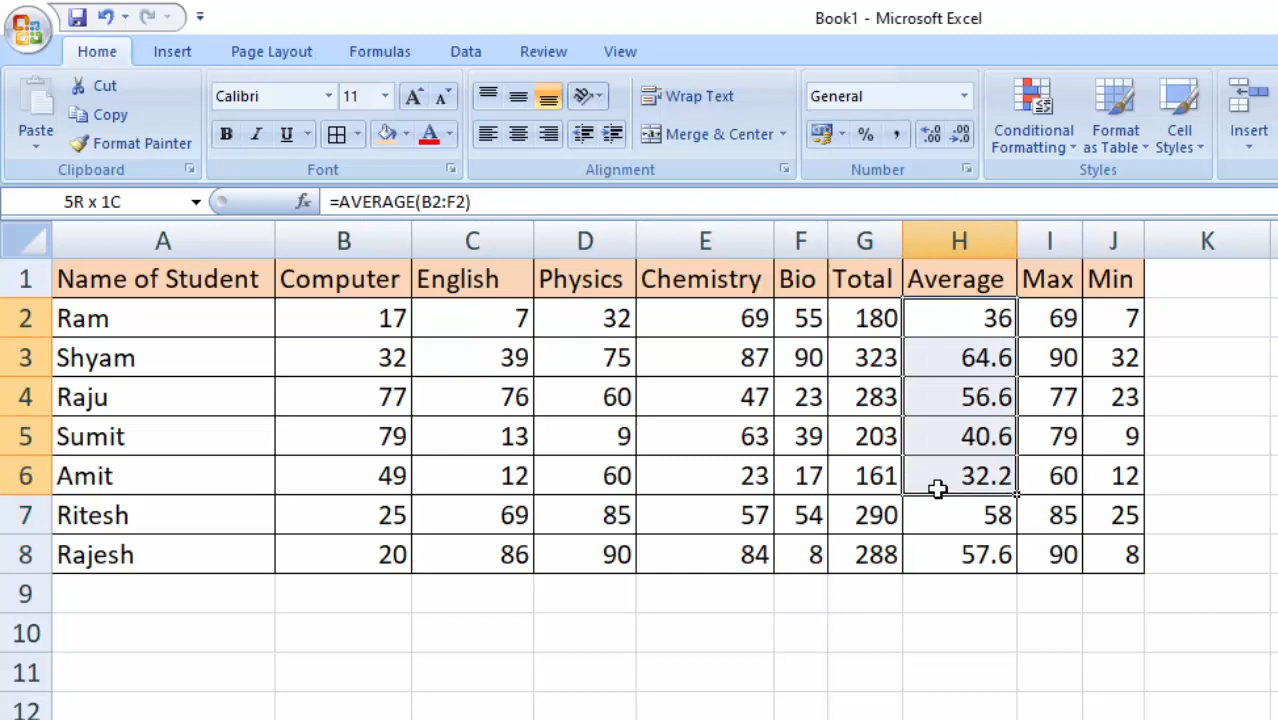 Book1 - Microsoft Excel
Home Insert Page Layout Formulas Data Review View
Paste
Cut
Copy
Format Painter
Clipboard
Calibri 11
B I U A
Font
Wrap Text
Merge & Center
Alignment
General
% , .00 .00
Number
Conditional Formatting
Format as Table
Cell Styles
Styles
Insert
5R x 1C fx =AVERAGE(B2:F2)
A B C D E F G H I J K
1 Name of Student Computer English Physics Chemistry Bio Total Average Max Min
2 Ram 17 7 32 69 55 180 36 69 7
3 Shyam 32 39 75 87 90 323 64.6 90 32
4 Raju 77 76 60 47 23 283 56.6 77 23
5 Sumit 79 13 9 63 39 203 40.6 79 9
6 Amit 49 12 60 23 17 161 32.2 60 12
7 Ritesh 25 69 85 57 54 290 58 85 25
8 Rajesh 20 86 90 84 8 288 57.6 90 8
9
10
11
12